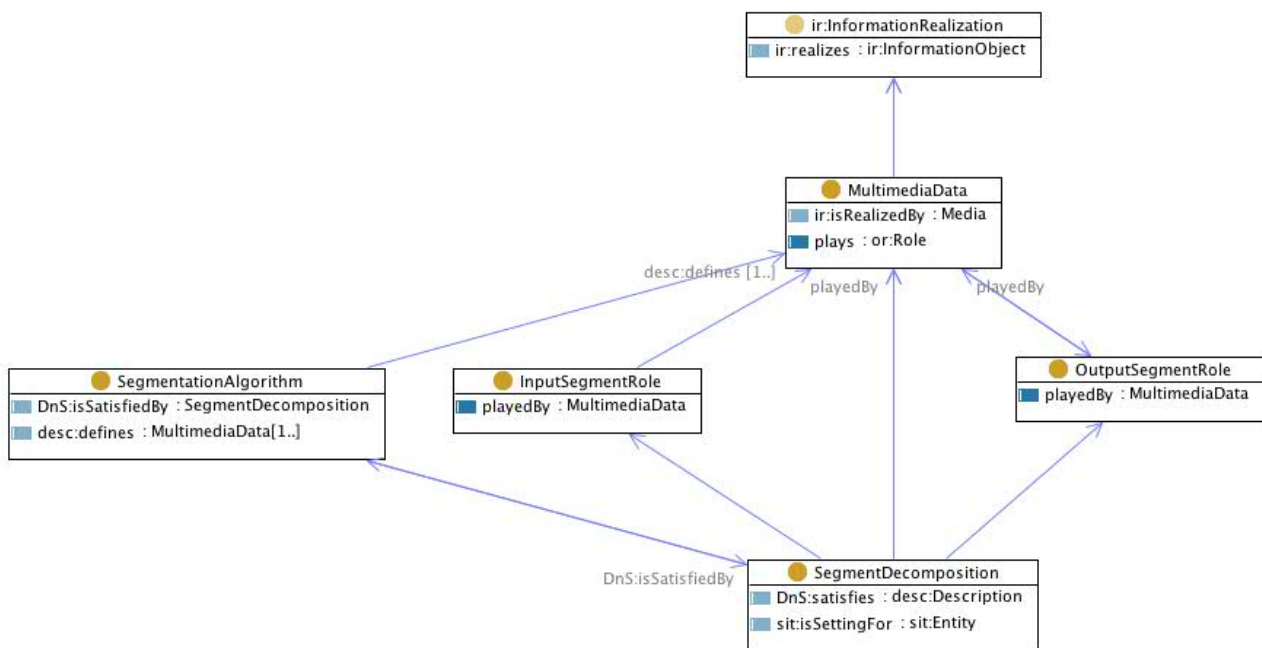 ir:InformationRealization
ir:realizes : ir:InformationObject
MultimediaData
ir:isRealizedBy : Media
plays : or:Role
desc:defines [1..]
playedBy
playedBy
SegmentationAlgorithm
DnS:isSatisfiedBy : SegmentDecomposition
desc:defines : MultimediaData[1..]
InputSegmentRole
playedBy : MultimediaData
OutputSegmentRole
playedBy : MultimediaData
DnS:isSatisfiedBy
SegmentDecomposition
DnS:satisfies : desc:Description
sit:isSettingFor : sit:Entity